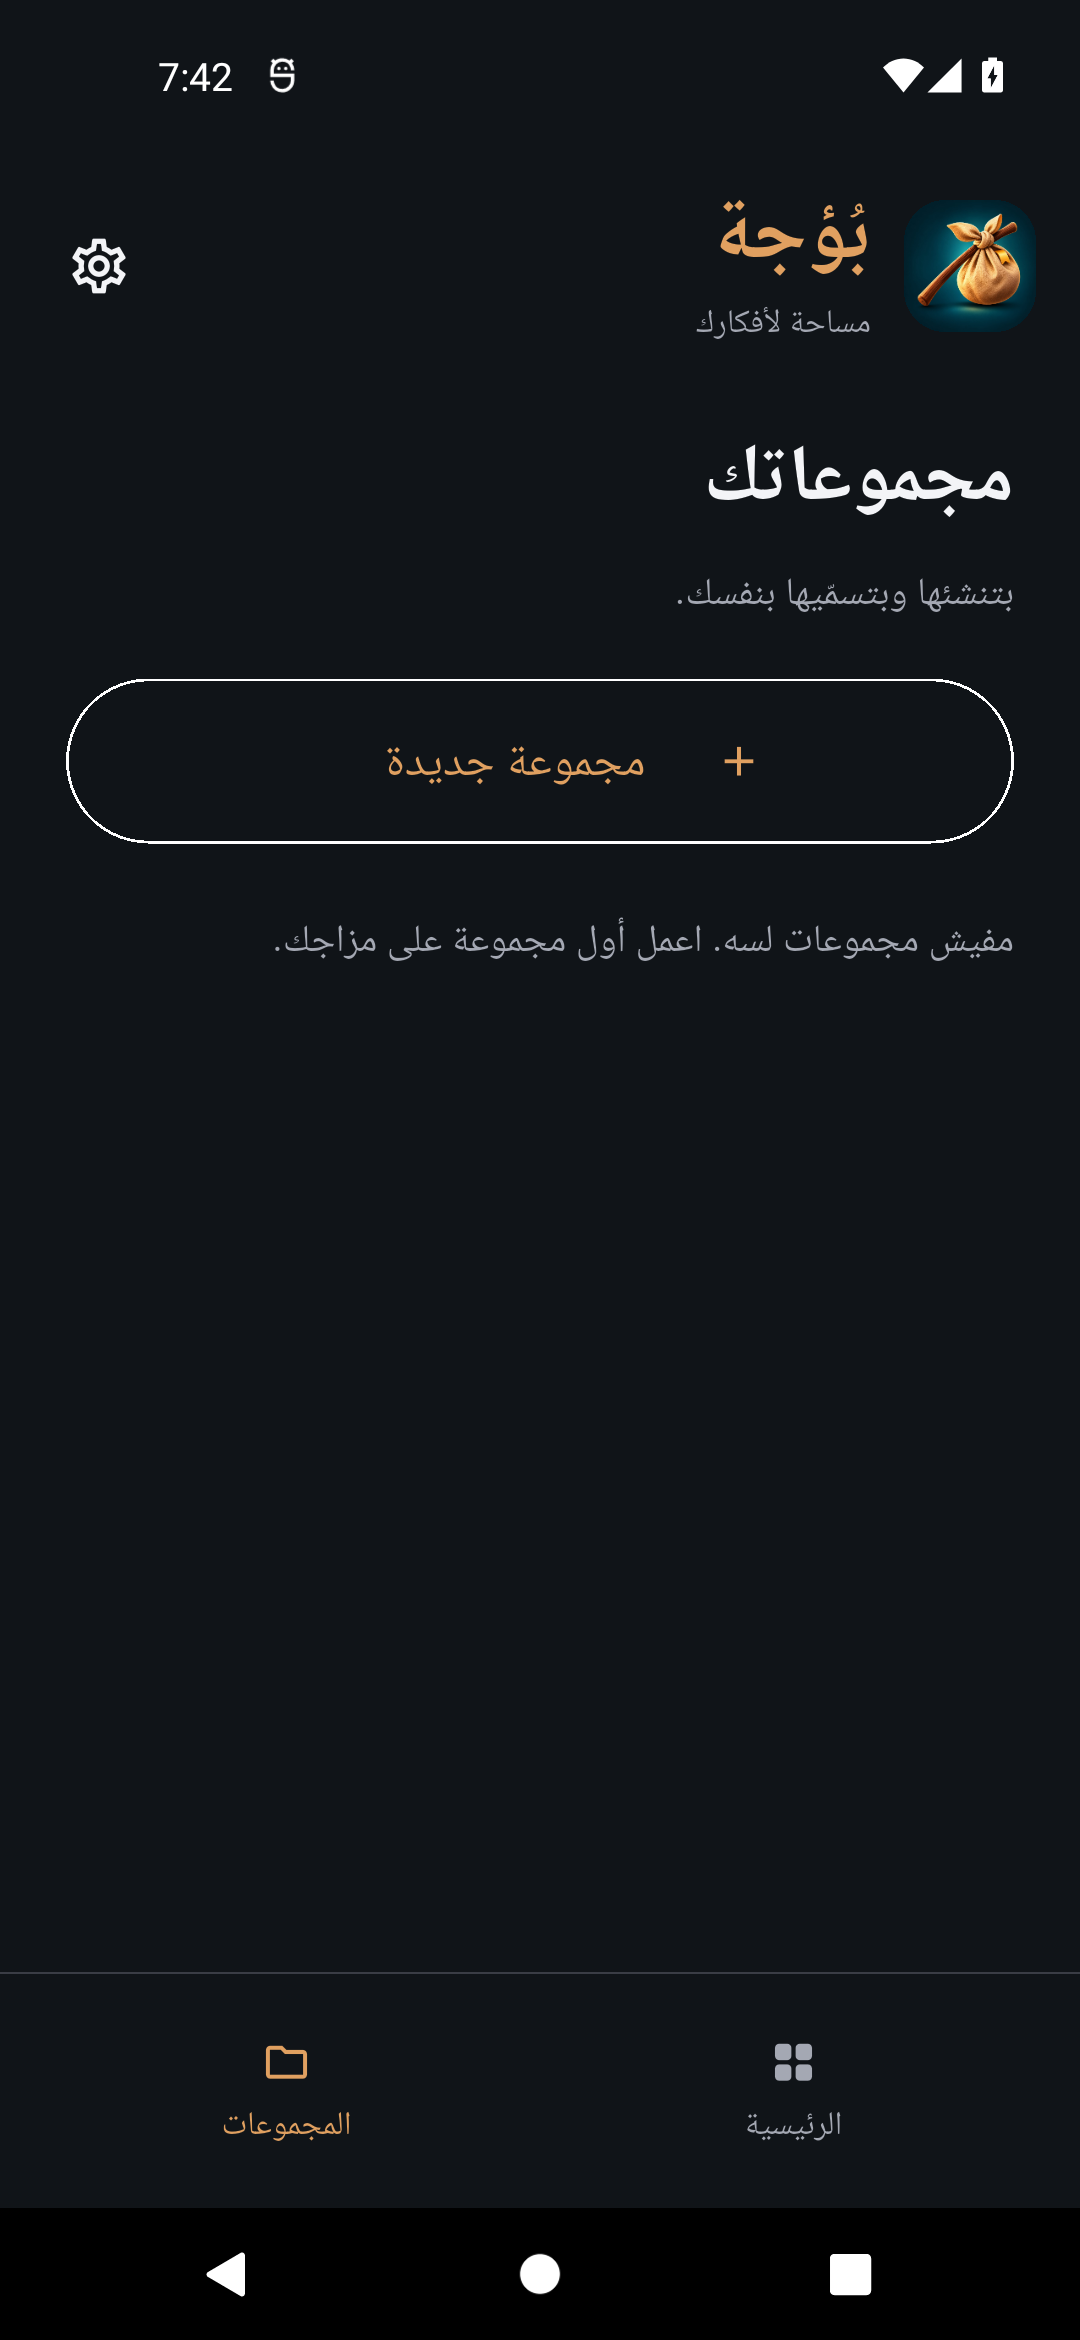 7:42
بُؤجة
مساحة لأفكارك
مجموعاتك
بتنشئها وبتسمّيها بنفسك.
+ مجموعة جديدة
مفيش مجموعات لسه. اعمل أول مجموعة على مزاجك.
الرئيسية
المجموعات